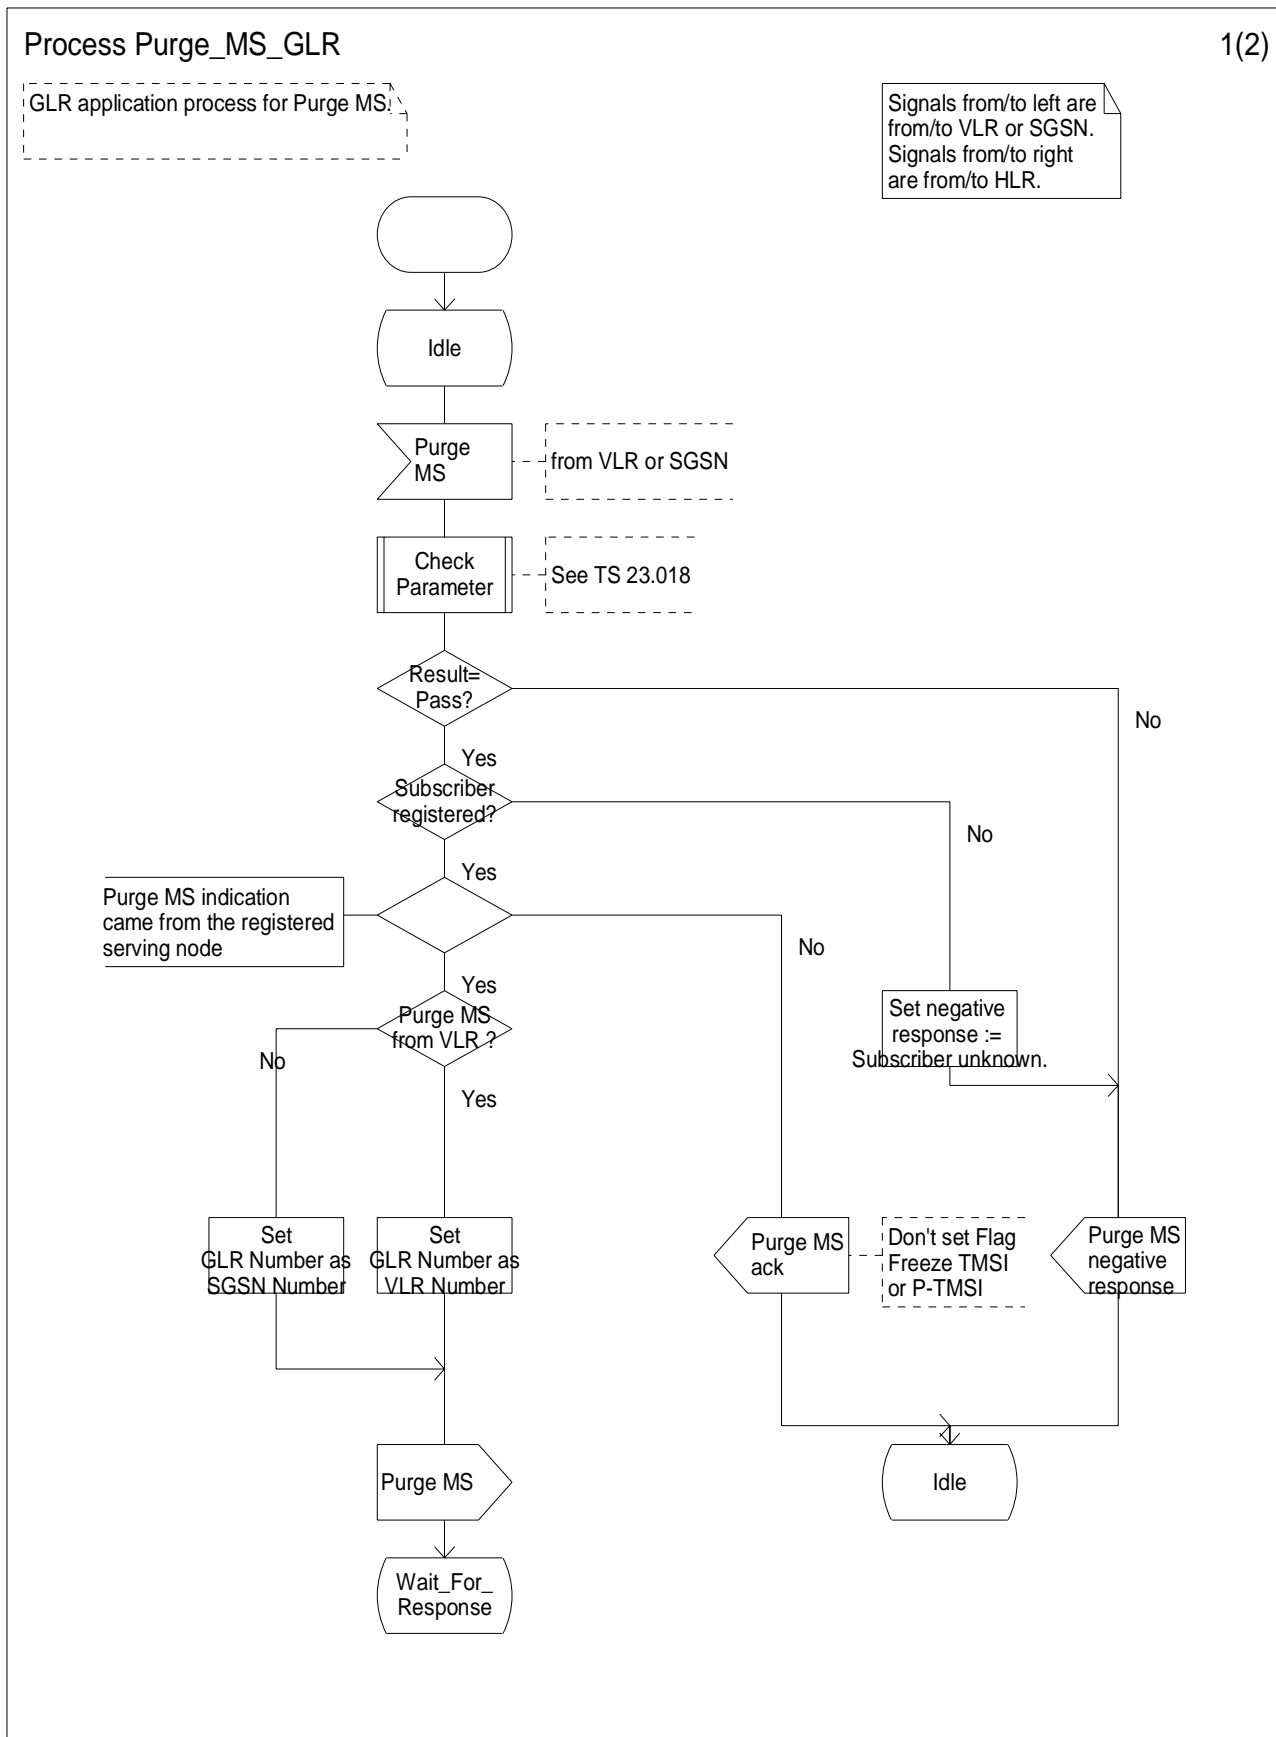 Process Purge_MS_GLR
1(2)
GLR application process for Purge MS.
Signals from/to left are
from/to VLR or SGSN.
Signals from/to right
are from/to HLR.
Idle
Purge
MS
from VLR or SGSN
Check
Parameter
See TS 23.018
Result=
Pass?
No
Yes
Subscriber
registered?
No
Yes
Purge MS indication
came from the registered
serving node
No
Yes
Purge MS
from VLR ?
No
Yes
Set negative
response :=
Subscriber unknown.
Set
GLR Number as
SGSN Number
Set
GLR Number as
VLR Number
Purge MS
ack
Don't set Flag
Freeze TMSI
or P-TMSI
Purge MS
negative
response
Purge MS
Idle
Wait_For_
Response